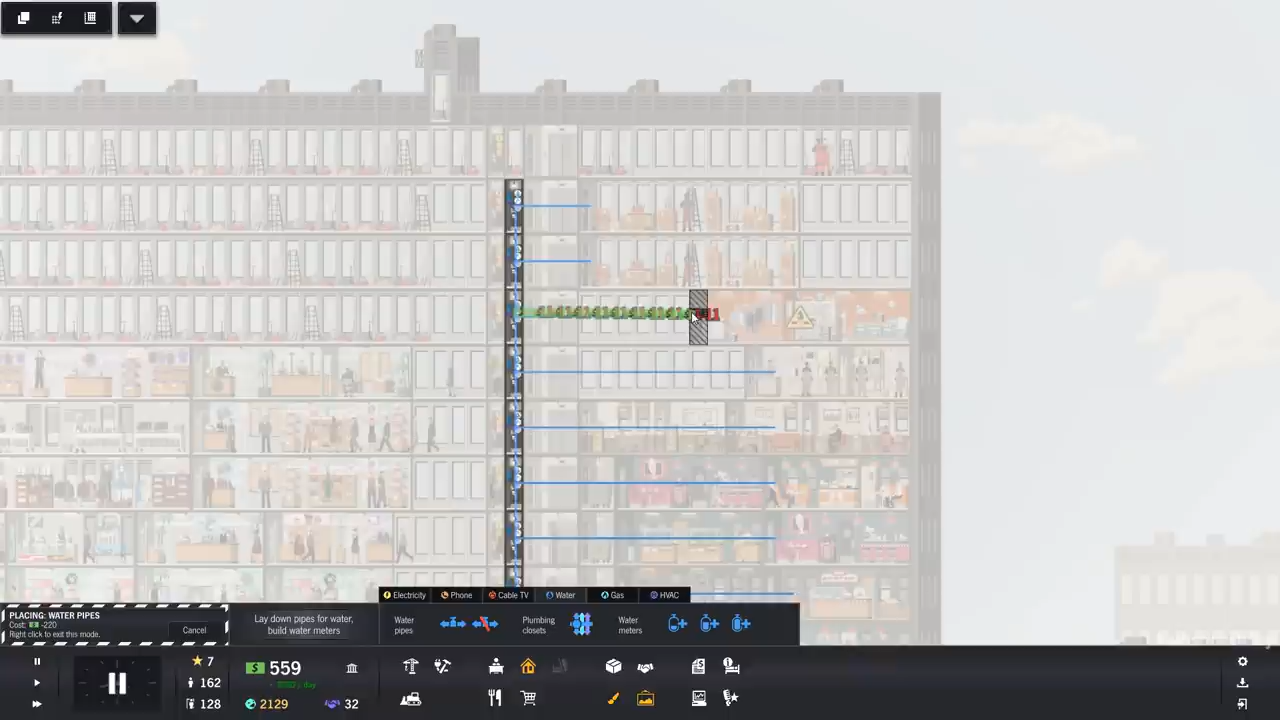 Electricity
Phone
Cable TV
Water
Gas
HVAC
PLACING: WATER PIPES
Cost: -220
Right click to exit this mode.
Cancel
Lay down pipes for water,
build water meters
Water
pipes
Plumbing
closets
Water
meters
7
162
128
559
day
2129
32